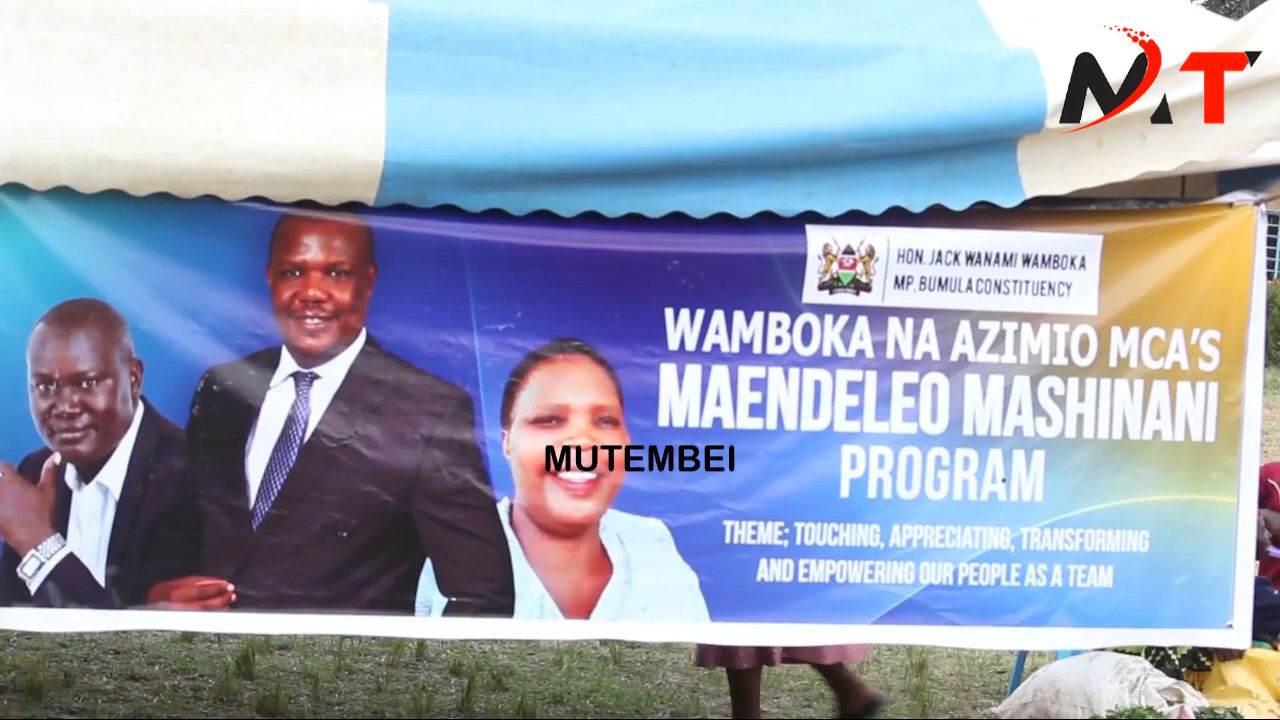 MT
HON. JACK WANAMI WAMBOKA
MP, BUMULA CONSTITUENCY
WAMBOKA NA AZIMIO MCA'S
MAENDELEO MASHINANI
PROGRAM
MUTEMBEI
THEME; TOUCHING, APPRECIATING, TRANSFORMING
AND EMPOWERING OUR PEOPLE AS A TEAM